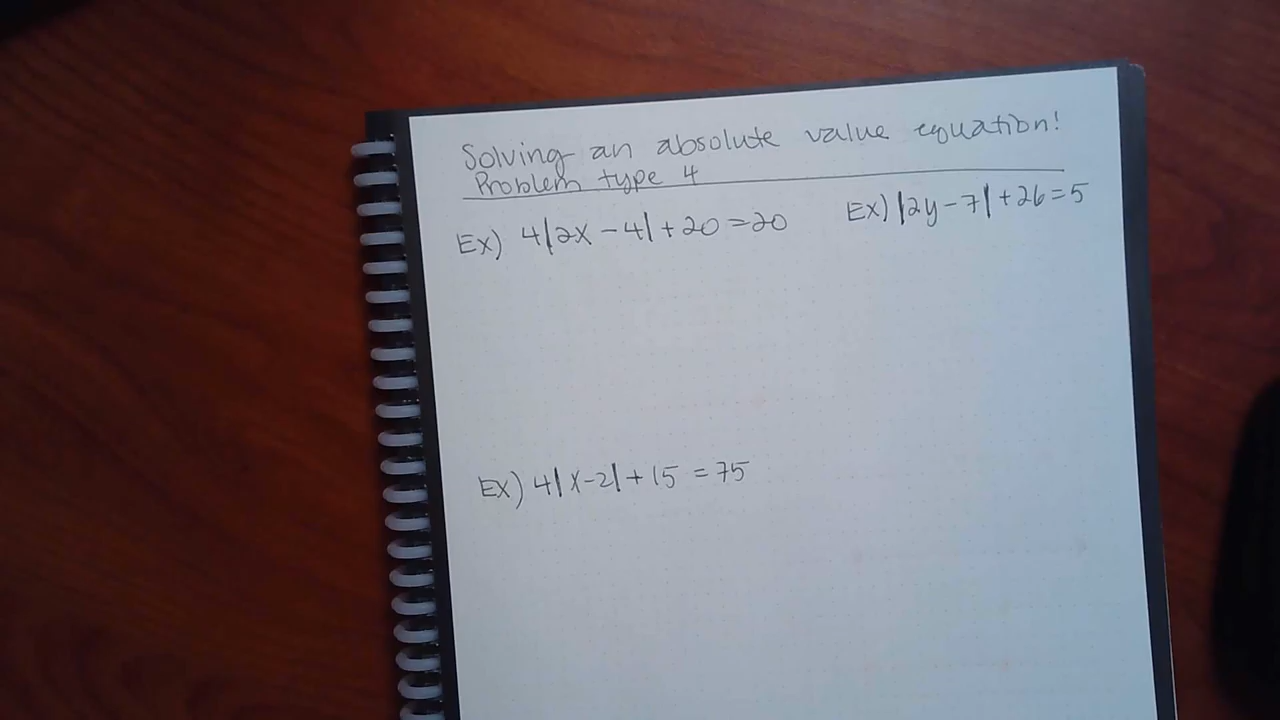 Solving an absolute value equation!
Problem type 4
Ex) 4|2x - 4| + 20 = 20
Ex) |2y - 7| + 26 = 5
Ex) 4|x - 2| + 15 = 75